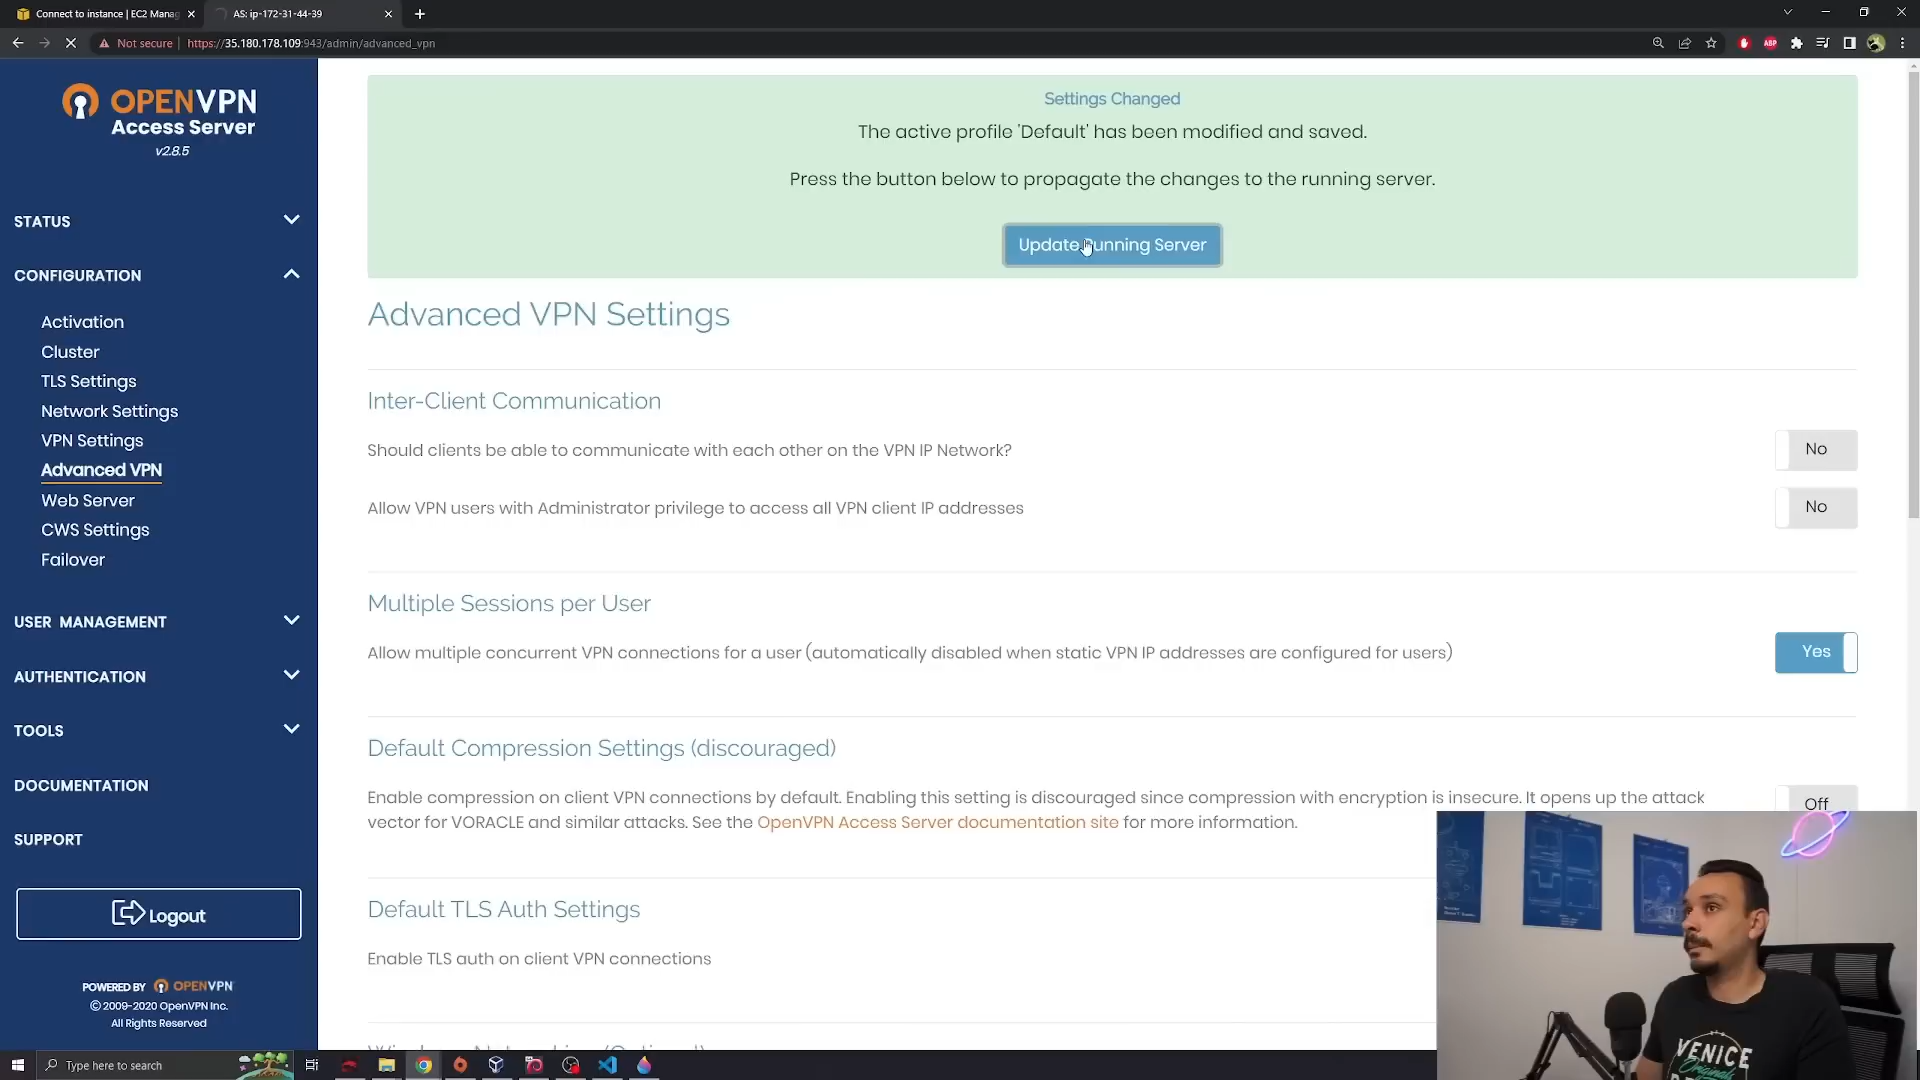 Connect to instance | EC2 Manag
AS: ip-172-31-44-39
Not secure
https://35.180.178.109:943/admin/advanced_vpn
ABP
OPENVPN
Access Server
v2.8.5
STATUS
CONFIGURATION
Activation
Cluster
TLS Settings
Network Settings
VPN Settings
Advanced VPN
Web Server
CWS Settings
Failover
USER MANAGEMENT
AUTHENTICATION
TOOLS
DOCUMENTATION
SUPPORT
Logout
POWERED BY OPENVPN
© 2009-2020 OpenVPN Inc.
All Rights Reserved
Settings Changed
The active profile 'Default' has been modified and saved.
Press the button below to propagate the changes to the running server.
Update Running Server
Advanced VPN Settings
Inter-Client Communication
Should clients be able to communicate with each other on the VPN IP Network?
No
Allow VPN users with Administrator privilege to access all VPN client IP addresses
No
Multiple Sessions per User
Allow multiple concurrent VPN connections for a user (automatically disabled when static VPN IP addresses are configured for users)
Yes
Default Compression Settings (discouraged)
Enable compression on client VPN connections by default. Enabling this setting is discouraged since compression with encryption is insecure. It opens up the attack
vector for VORACLE and similar attacks. See the OpenVPN Access Server documentation site for more information.
Off
Default TLS Auth Settings
Enable TLS auth on client VPN connections
VENICE
Originals
Type here to search